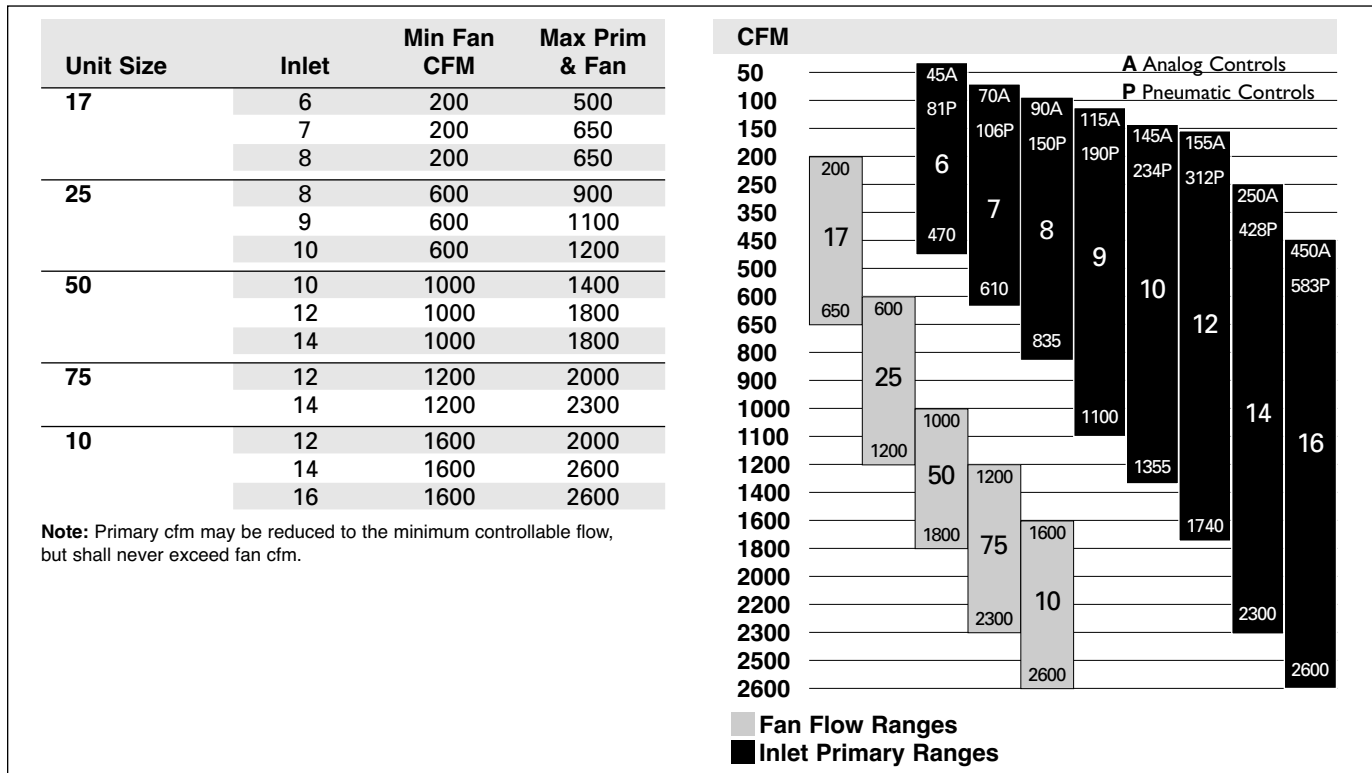 Unit Size Inlet Min Fan CFM Max Prim & Fan
17 6 200 500
7 200 650
8 200 650
25 8 600 900
9 600 1100
10 600 1200
50 10 1000 1400
12 1000 1800
14 1000 1800
75 12 1200 2000
14 1200 2300
10 12 1600 2000
14 1600 2600
16 1600 2600
Note: Primary cfm may be reduced to the minimum controllable flow,
but shall never exceed fan cfm.
CFM
A Analog Controls
P Pneumatic Controls
50
100
150
200
250
350
450
500
600
650
800
900
1000
1100
1200
1400
1600
1800
2000
2200
2300
2500
2600
200
17
650
600
25
1200
1000
50
1800
1200
75
2300
1600
10
2600
45A
81P
6
470
70A
106P
7
610
90A
150P
8
835
115A
190P
9
1100
145A
234P
10
1355
155A
312P
12
1740
250A
428P
14
2300
450A
583P
16
2600
Fan Flow Ranges
Inlet Primary Ranges